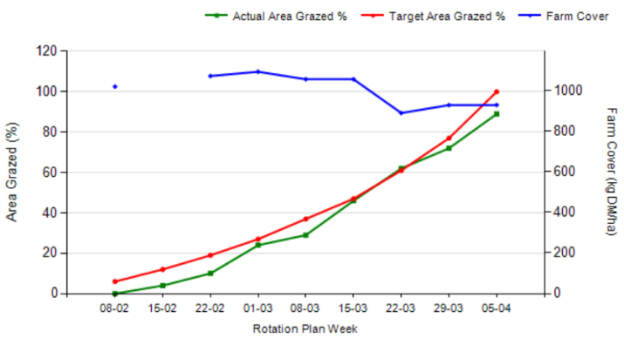 Actual Area Grazed % Target Area Grazed % Farm Cover
120
100 1000
80 800
60 600
40 400
20 200
0 0
08-02 15-02 22-02 01-03 08-03 15-03 22-03 29-03 05-04
Rotation Plan Week
Area Grazed (%)
Farm Cover (kg DM/ha)